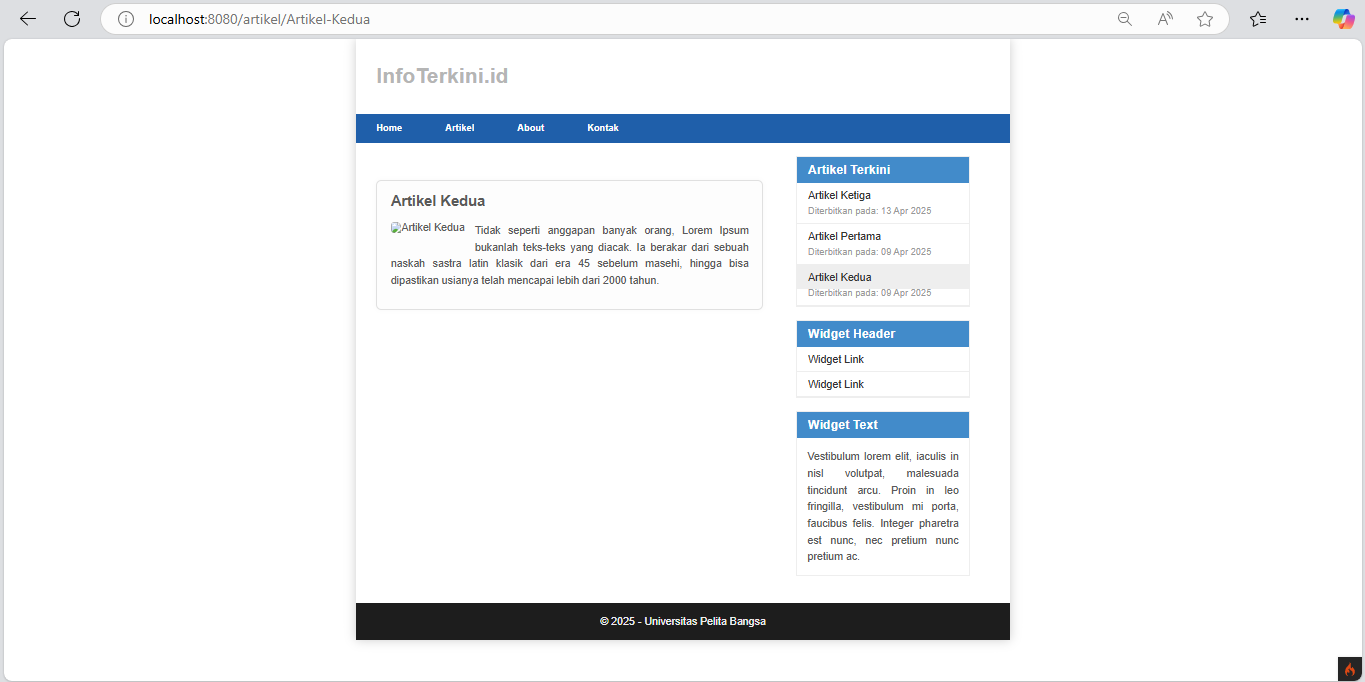 localhost:8080/artikel/Artikel-Kedua
InfoTerkini.id
Home Artikel About Kontak
Artikel Kedua
Artikel Kedua
Tidak seperti anggapan banyak orang, Lorem Ipsum
bukanlah teks-teks yang diacak. Ia berakar dari sebuah
naskah sastra latin klasik dari era 45 sebelum masehi, hingga bisa
dipastikan usianya telah mencapai lebih dari 2000 tahun.
Artikel Terkini
Artikel Ketiga
Diterbitkan pada: 13 Apr 2025
Artikel Pertama
Diterbitkan pada: 09 Apr 2025
Artikel Kedua
Diterbitkan pada: 09 Apr 2025
Widget Header
Widget Link
Widget Link
Widget Text
Vestibulum lorem elit, iaculis in
nisl volutpat, malesuada
tincidunt arcu. Proin in leo
fringilla, vestibulum mi porta,
faucibus felis. Integer pharetra
est nunc, nec pretium nunc
pretium ac.
© 2025 - Universitas Pelita Bangsa